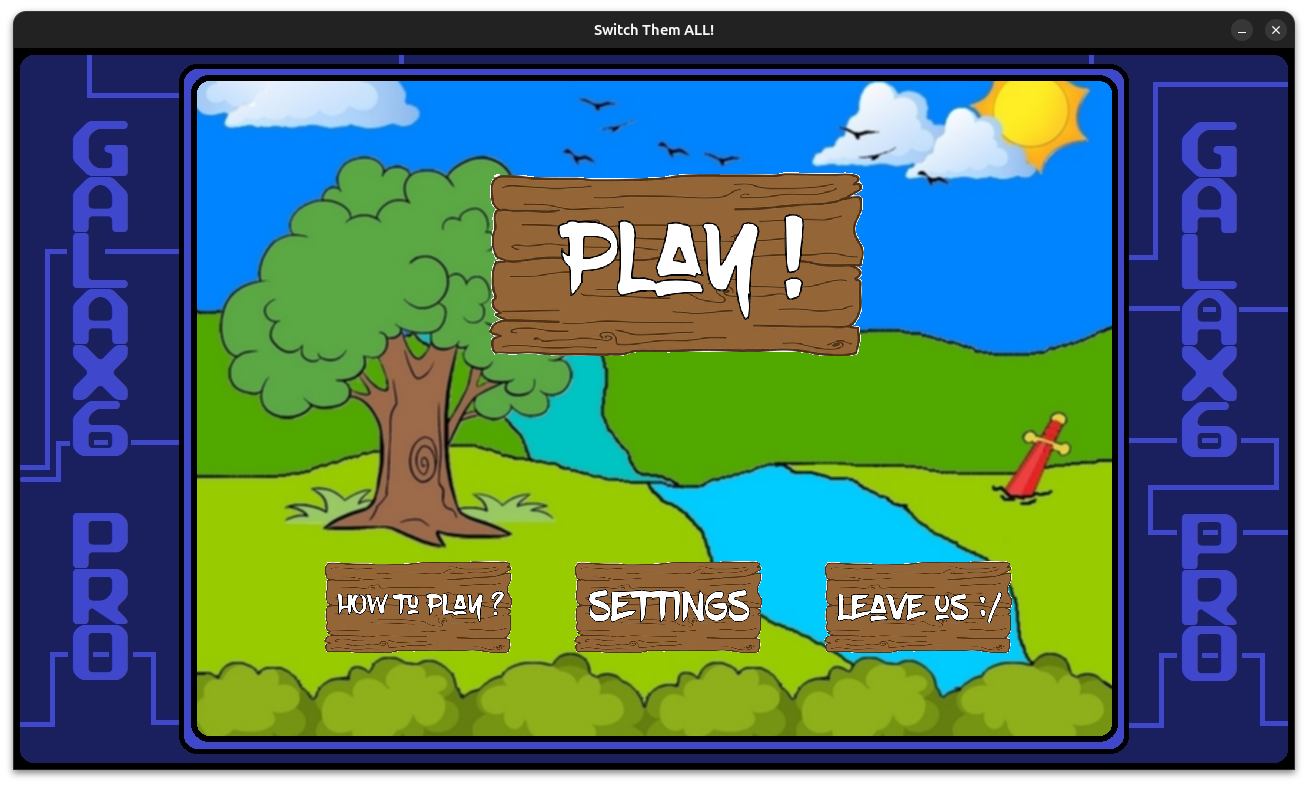 Switch Them ALL!
GALAX6 PRO
PLAY !
HOW TO PLAY ?
SETTINGS
LEAVE US :/
GALAX6 PRO